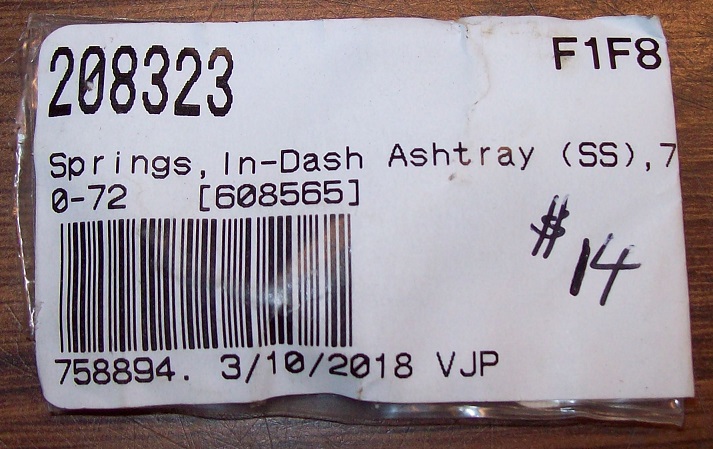 208323 F1F8
Springs, In-Dash Ashtray (SS),7
0-72 [608565]
$14
758894. 3/10/2018 VJP